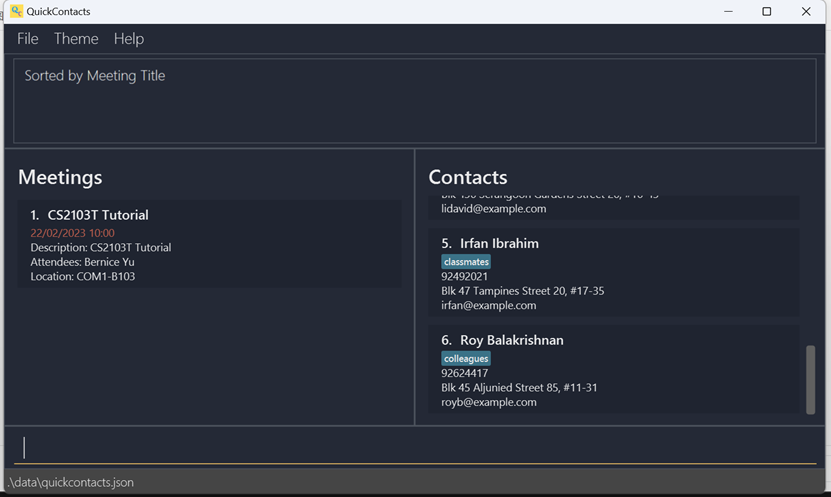 QuickContacts
File Theme Help
Sorted by Meeting Title
Meetings
1. CS2103T Tutorial
22/02/2023 10:00
Description: CS2103T Tutorial
Attendees: Bernice Yu
Location: COM1-B103
Contacts
lidavid@example.com
5. Irfan Ibrahim
classmates
92492021
Blk 47 Tampines Street 20, #17-35
irfan@example.com
6. Roy Balakrishnan
colleagues
92624417
Blk 45 Aljunied Street 85, #11-31
royb@example.com
.\data\quickcontacts.json